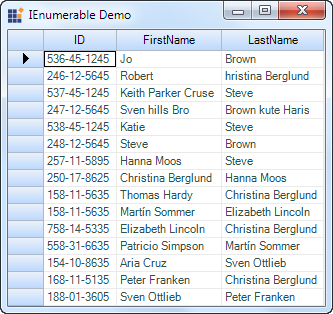 IEnumerable Demo
ID FirstName LastName
536-45-1245 Jo Brown
246-12-5645 Robert hristina Berglund
537-45-1245 Keith Parker Cruse Steve
247-12-5645 Sven hills Bro Brown kute Haris
538-45-1245 Katie Steve
248-12-5645 Steve Brown
257-11-5895 Hanna Moos Steve
250-17-8625 Christina Berglund Hanna Moos
158-11-5635 Thomas Hardy Christina Berglund
158-11-5635 Martín Sommer Elizabeth Lincoln
758-14-5335 Elizabeth Lincoln Christina Berglund
558-31-6635 Patricio Simpson Martín Sommer
154-10-8635 Aria Cruz Sven Ottlieb
168-11-5135 Peter Franken Christina Berglund
188-01-3605 Sven Ottlieb Peter Franken